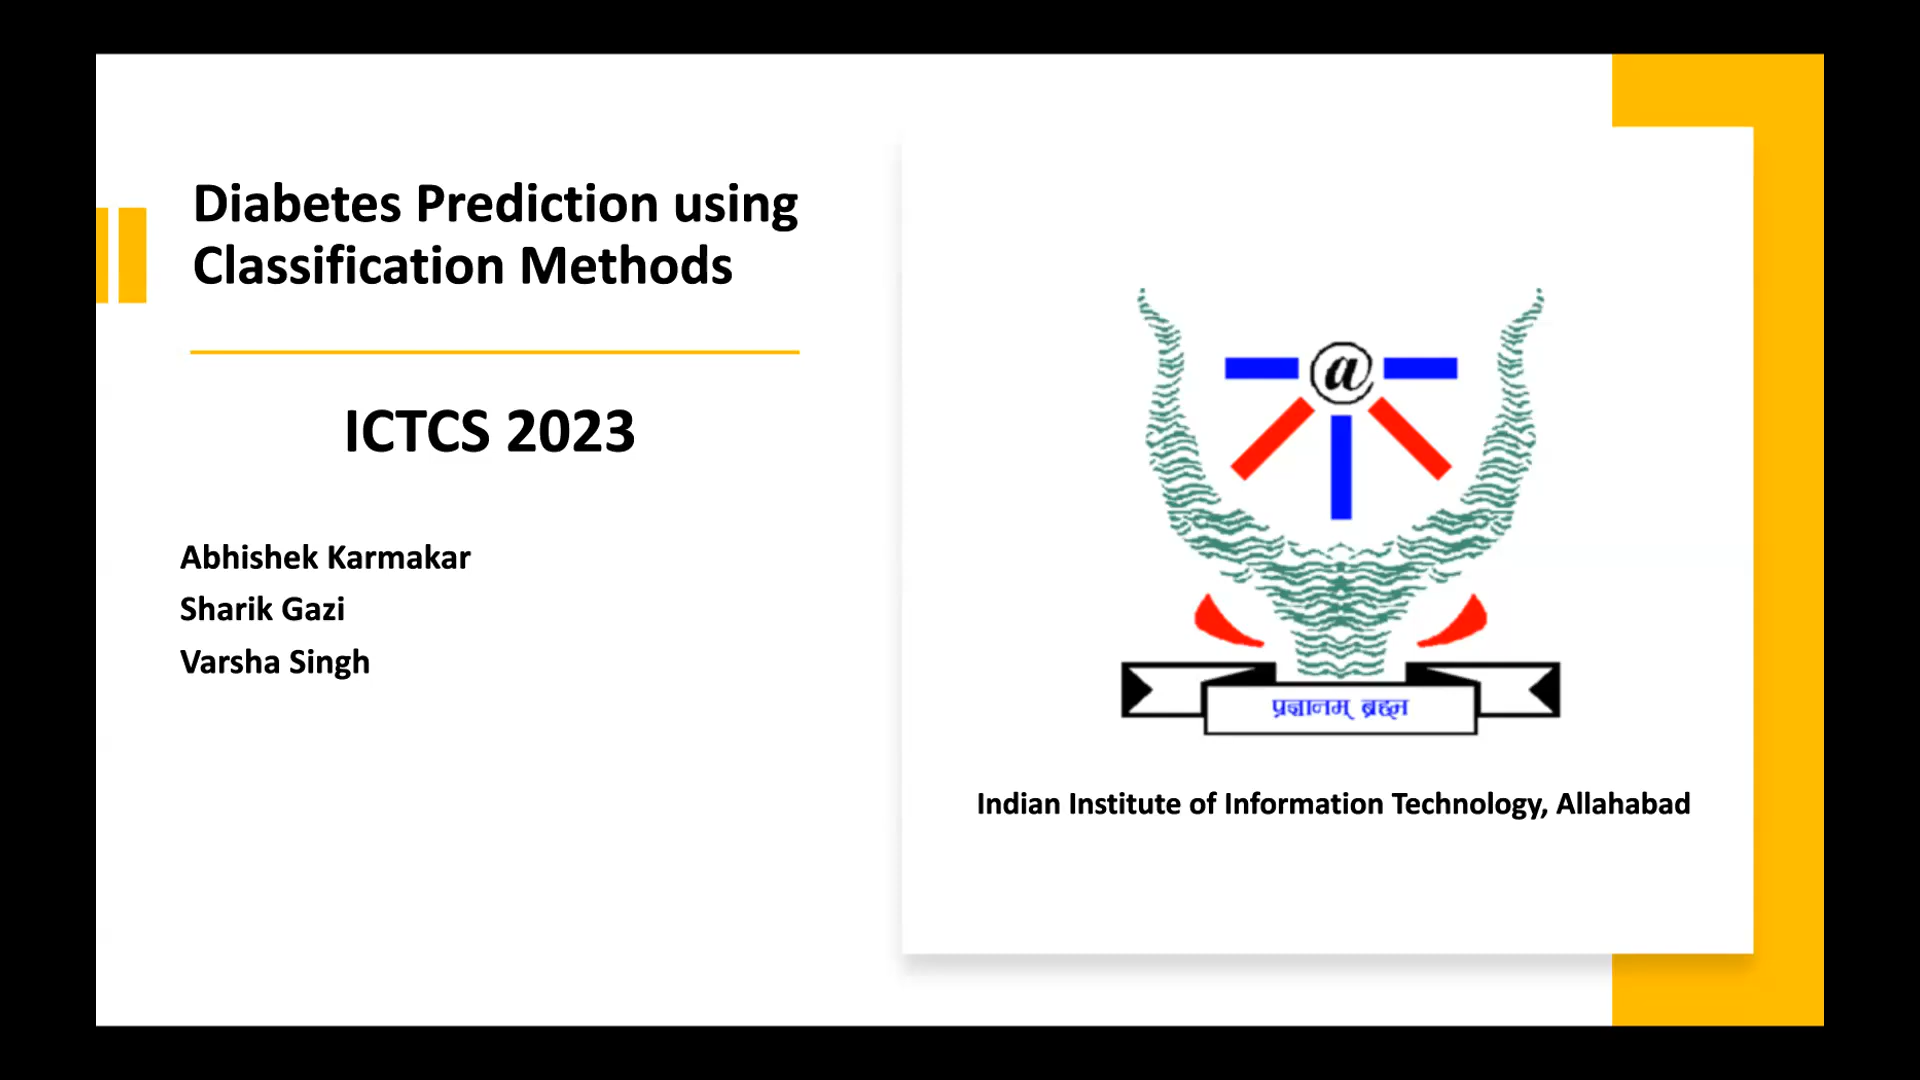 Diabetes Prediction using
Classification Methods
ICTCS 2023
Abhishek Karmakar
Sharik Gazi
Varsha Singh
@
प्रज्ञानम् ब्रह्म
Indian Institute of Information Technology, Allahabad